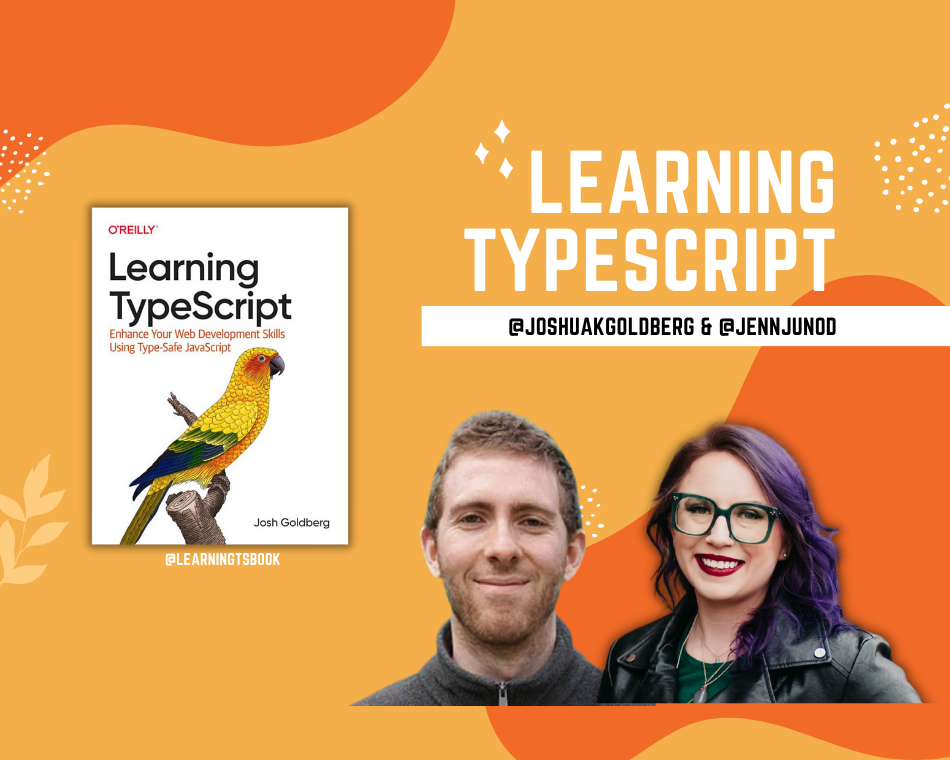 O'REILLY
Learning
TypeScript
Enhance Your Web Development Skills
Using Type-Safe JavaScript
Josh Goldberg
@LEARNINGTSBOOK
LEARNING
TYPESCRIPT
@JOSHUAKGOLDBERG & @JENNJUNOD